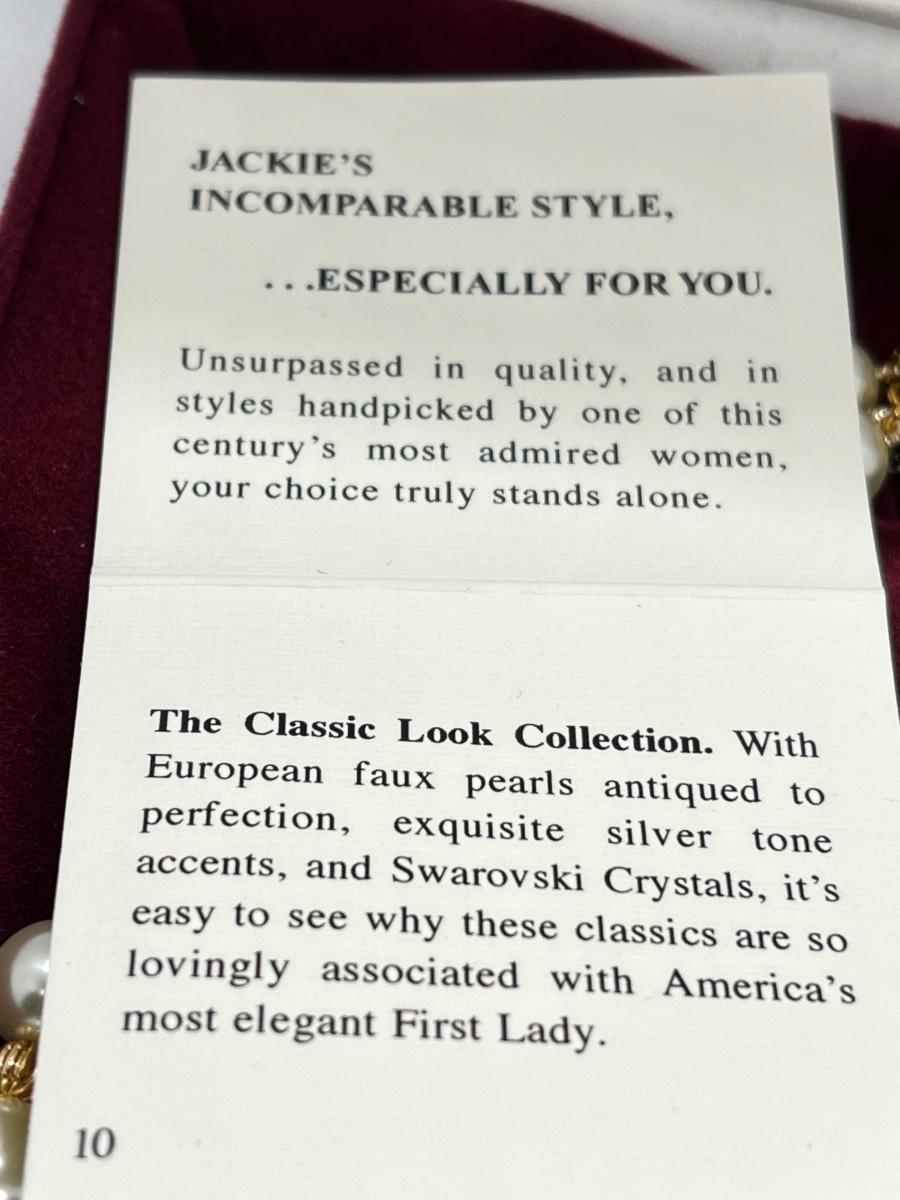 JACKIE'S
INCOMPARABLE STYLE,
...ESPECIALLY FOR YOU.
Unsurpassed in quality, and in
styles handpicked by one of this
century's most admired women,
your choice truly stands alone.
The Classic Look Collection. With
European faux pearls antiqued to
perfection, exquisite silver tone
accents, and Swarovski Crystals, it's
easy to see why these classics are so
lovingly associated with America's
most elegant First Lady.
10